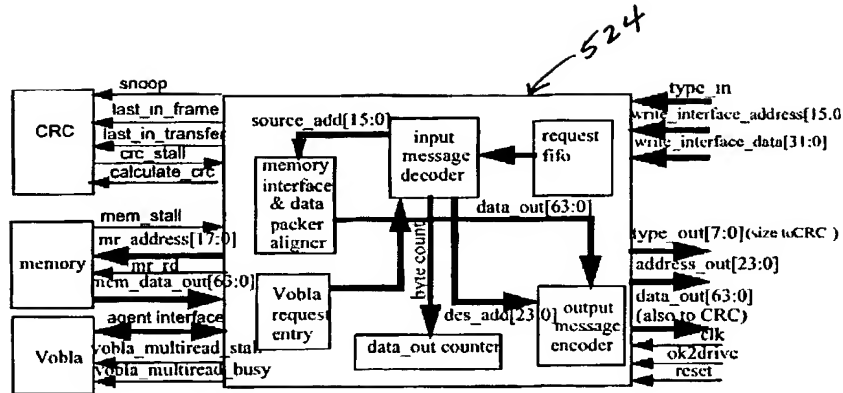 524
snoop
last_in_frame
CRC
last_in_transfer
crc_stall
calculate_crc
mem_stall
mr_address[17:0]
memory
mr_rd
mem_data_out[63:0]
agent interface
Vobla
vobla_multiread_stall
vobla_multiread_busy
source_add[15:0]
input
message
decoder
request
fifo
memory
interface
& data
packer
aligner
data_out[63:0]
byte count
Vobla
request
entry
des_add[23:0]
output
message
encoder
data_out counter
type_in
write_interface_address[15.0
write_interface_data[31:0]
type_out[7:0](size toCRC )
address_out[23:0]
data_out[63:0]
(also to CRC)
clk
ok2drive
reset